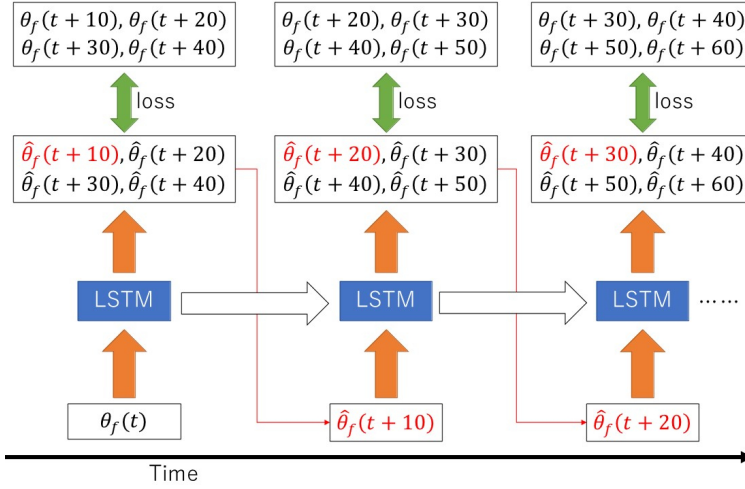 θ_f(t + 10), θ_f(t + 20)
θ_f(t + 30), θ_f(t + 40)
θ_f(t + 20), θ_f(t + 30)
θ_f(t + 40), θ_f(t + 50)
θ_f(t + 30), θ_f(t + 40)
θ_f(t + 50), θ_f(t + 60)
loss
loss
loss
θ̂_f(t + 10), θ̂_f(t + 20)
θ̂_f(t + 30), θ̂_f(t + 40)
θ̂_f(t + 20), θ̂_f(t + 30)
θ̂_f(t + 40), θ̂_f(t + 50)
θ̂_f(t + 30), θ̂_f(t + 40)
θ̂_f(t + 50), θ̂_f(t + 60)
LSTM
LSTM
LSTM
……
θ_f(t)
θ̂_f(t + 10)
θ̂_f(t + 20)
Time